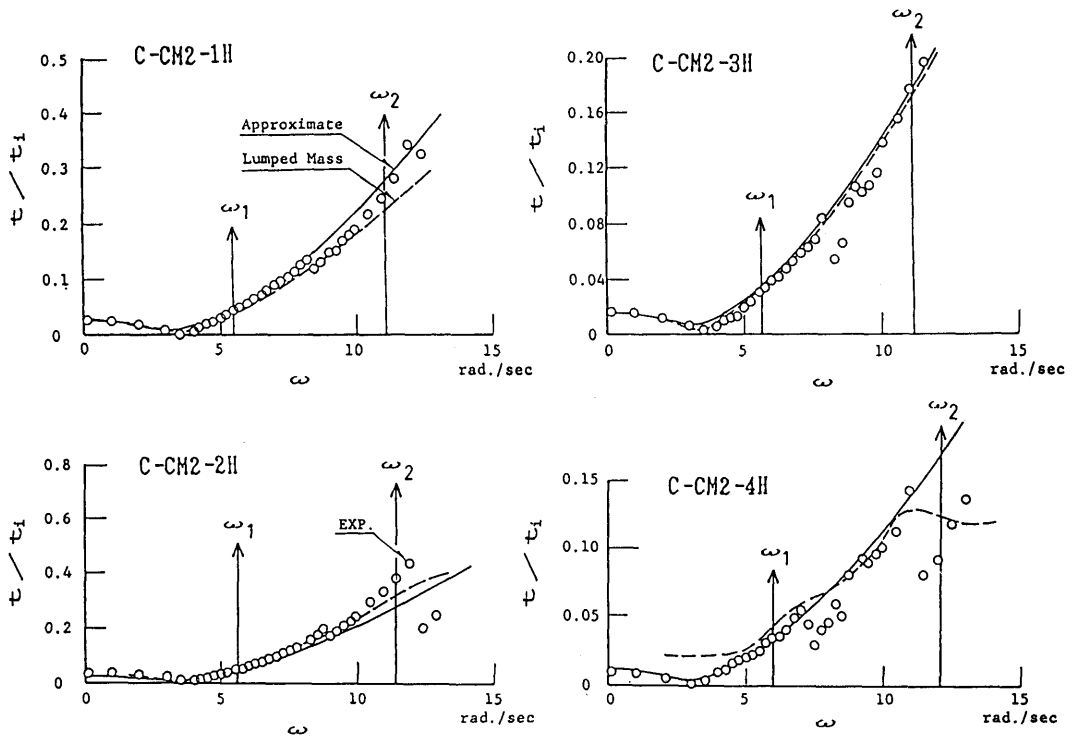 C-CM2-1H
0.5
0.4
0.3
0.2
0.1
0
t / ti
Approximate
Lumped Mass
ω1
ω2
0 5 10 15
rad./sec
ω
C-CM2-3H
0.20
0.16
0.12
0.08
0.04
0
t / ti
ω1
ω2
0 5 10 15
rad./sec
ω
C-CM2-2H
0.8
0.6
0.4
0.2
0
t / ti
EXP.
ω1
ω2
0 5 10 15
rad./sec
ω
C-CM2-4H
0.15
0.10
0.05
0
t / ti
ω1
ω2
0 5 10 15
rad./sec
ω